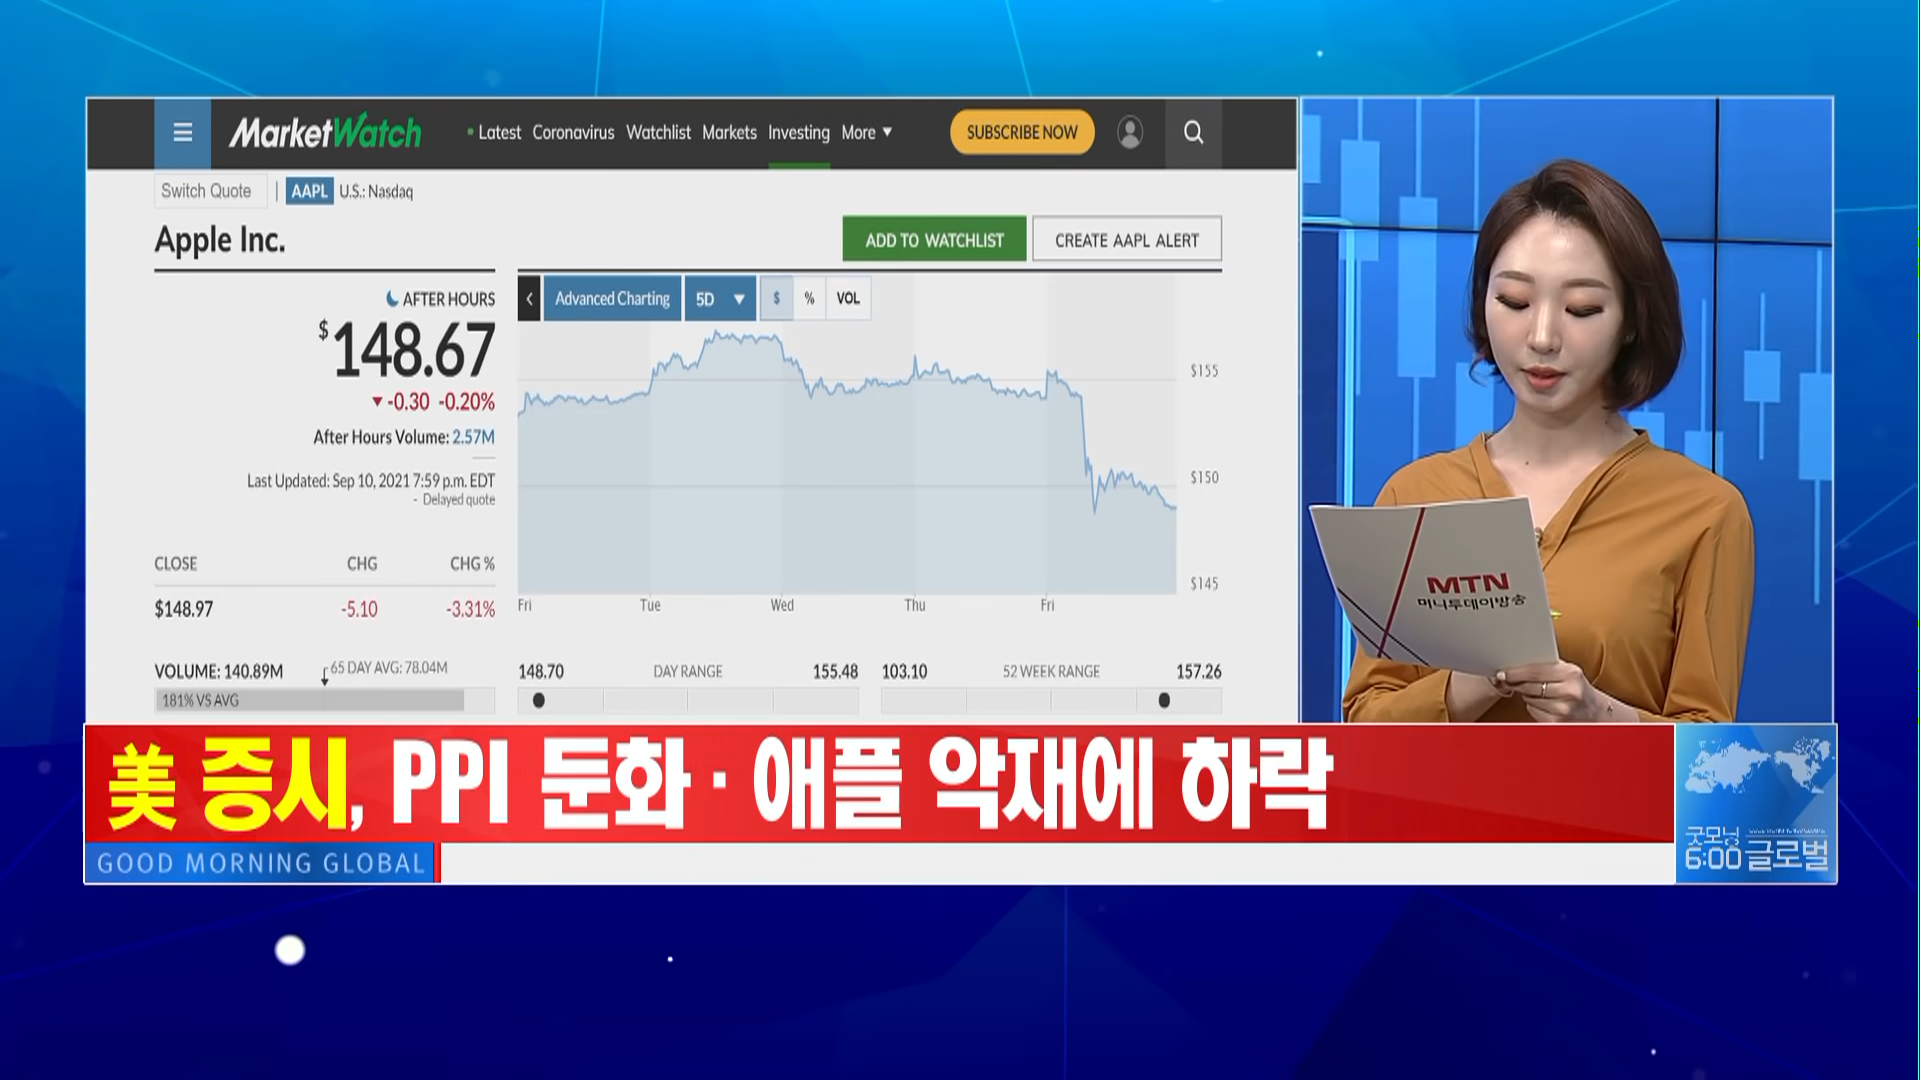 MarketWatch
Latest Coronavirus Watchlist Markets Investing More
SUBSCRIBE NOW
Switch Quote
AAPL U.S.: Nasdaq
Apple Inc.
ADD TO WATCHLIST
CREATE AAPL ALERT
AFTER HOURS
$148.67
-0.30 -0.20%
After Hours Volume: 2.57M
Last Updated: Sep 10, 2021 7:59 p.m. EDT
- Delayed quote
CLOSE CHG CHG %
$148.97 -5.10 -3.31%
VOLUME: 140.89M 65 DAY AVG: 78.04M
181% VS AVG
Advanced Charting 5D $ % VOL
$155
$150
$145
Fri Tue Wed Thu Fri
148.70 DAY RANGE 155.48
103.10 52 WEEK RANGE 157.26
MTN
머니투데이방송
美 증시, PPI 둔화·애플 악재에 하락
GOOD MORNING GLOBAL
굿모닝
6:00 글로벌